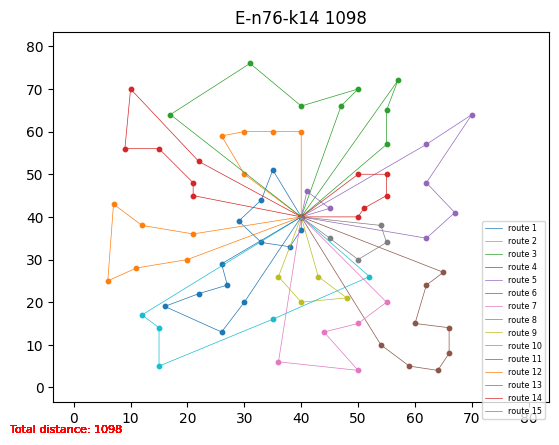 E-n76-k14 1098
80
70
60
50
40
30
20
10
0
0 10 20 30 40 50 60 70 80
route 1
route 2
route 3
route 4
route 5
route 6
route 7
route 8
route 9
route 10
route 11
route 12
route 13
route 14
route 15
Total distance: 1098